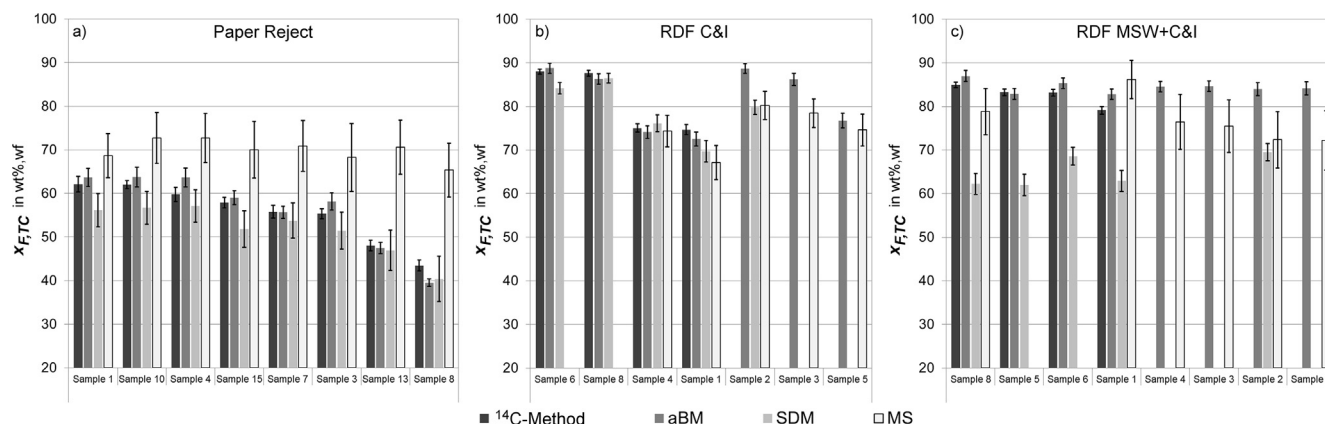 a) Paper Reject
100
90
80
70
60
50
40
30
20
x_F,TC in wt%,wf
Sample 1 Sample 10 Sample 4 Sample 15 Sample 7 Sample 3 Sample 13 Sample 8
b) RDF C&I
100
90
80
70
60
50
40
30
20
x_F,TC in wt%,wf
Sample 6 Sample 8 Sample 4 Sample 1 Sample 2 Sample 3 Sample 5
c) RDF MSW+C&I
100
90
80
70
60
50
40
30
20
x_F,TC in wt%,wf
Sample 8 Sample 5 Sample 6 Sample 1 Sample 4 Sample 3 Sample 2 Sample
¹⁴C-Method aBM SDM MS